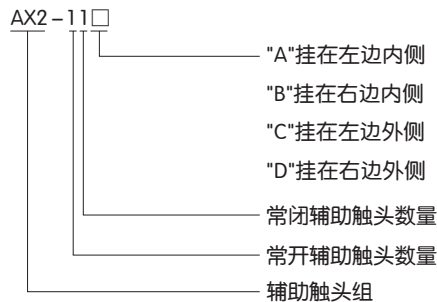 AX2-11□
"A"挂在左边内侧
"B"挂在右边内侧
"C"挂在左边外侧
"D"挂在右边外侧
常闭辅助触头数量
常开辅助触头数量
辅助触头组